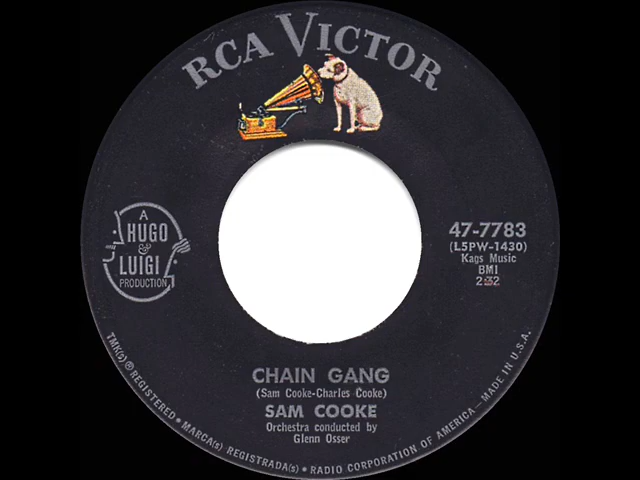 RCA VICTOR
A
HUGO
&
LUIGI
PRODUCTION
47-7783
(L5PW-1430)
Kags Music
BMI
2:32
CHAIN GANG
(Sam Cooke-Charles Cooke)
SAM COOKE
Orchestra conducted by
Glenn Osser
TMK(s) ® REGISTERED • MARCA(s) REGISTRADA(s) • RADIO CORPORATION OF AMERICA — MADE IN U.S.A.